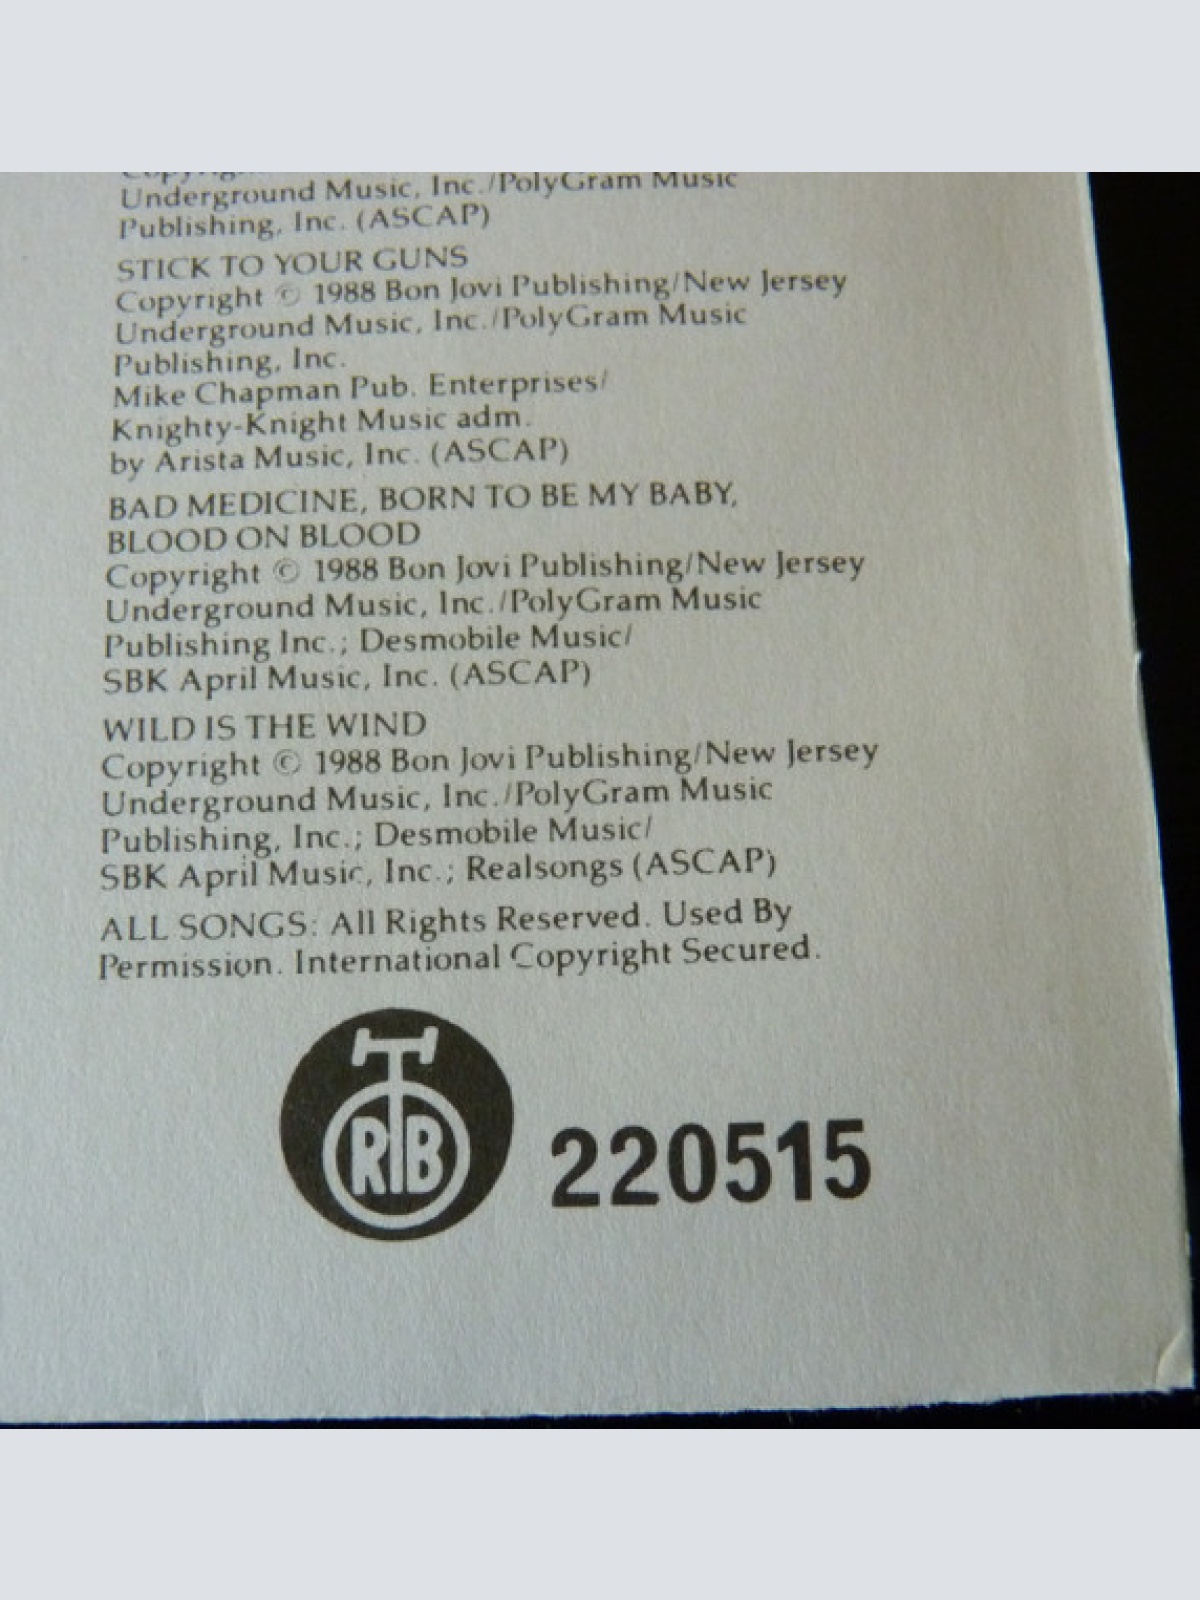 Underground Music, Inc./PolyGram Music
Publishing, Inc. (ASCAP)
STICK TO YOUR GUNS
Copyright © 1988 Bon Jovi Publishing/New Jersey
Underground Music, Inc./PolyGram Music
Publishing, Inc.
Mike Chapman Pub. Enterprises/
Knighty-Knight Music adm.
by Arista Music, Inc. (ASCAP)
BAD MEDICINE, BORN TO BE MY BABY,
BLOOD ON BLOOD
Copyright © 1988 Bon Jovi Publishing/New Jersey
Underground Music, Inc./PolyGram Music
Publishing Inc.; Desmobile Music/
SBK April Music, Inc. (ASCAP)
WILD IS THE WIND
Copyright © 1988 Bon Jovi Publishing/New Jersey
Underground Music, Inc./PolyGram Music
Publishing, Inc.; Desmobile Music/
SBK April Music, Inc.; Realsongs (ASCAP)
ALL SONGS: All Rights Reserved. Used By
Permission. International Copyright Secured.
RTB
220515